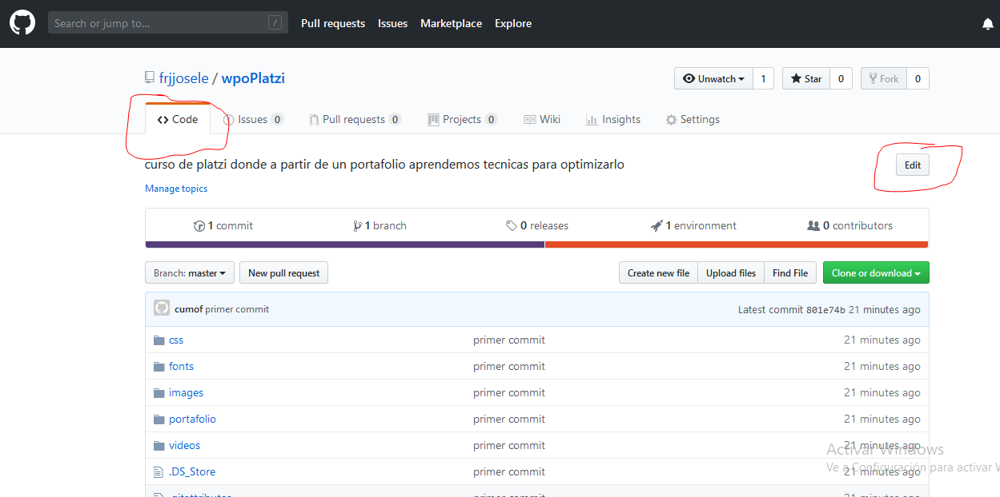 Search or jump to... / Pull requests Issues Marketplace Explore
frjjosele / wpoPlatzi Unwatch 1 Star 0 Fork 0
<> Code Issues 0 Pull requests 0 Projects 0 Wiki Insights Settings
curso de platzi donde a partir de un portafolio aprendemos tecnicas para optimizarlo Edit
Manage topics
1 commit 1 branch 0 releases 1 environment 0 contributors
Branch: master New pull request Create new file Upload files Find File Clone or download
cumof primer commit Latest commit 801e74b 21 minutes ago
css primer commit 21 minutes ago
fonts primer commit 21 minutes ago
images primer commit 21 minutes ago
portafolio primer commit 21 minutes ago
videos primer commit 21 minutes ago
Activar Windows
Ve a Configuración para activar W
.DS_Store primer commit 21 minutes ago
.gitattributes primer commit 21 minutes ago